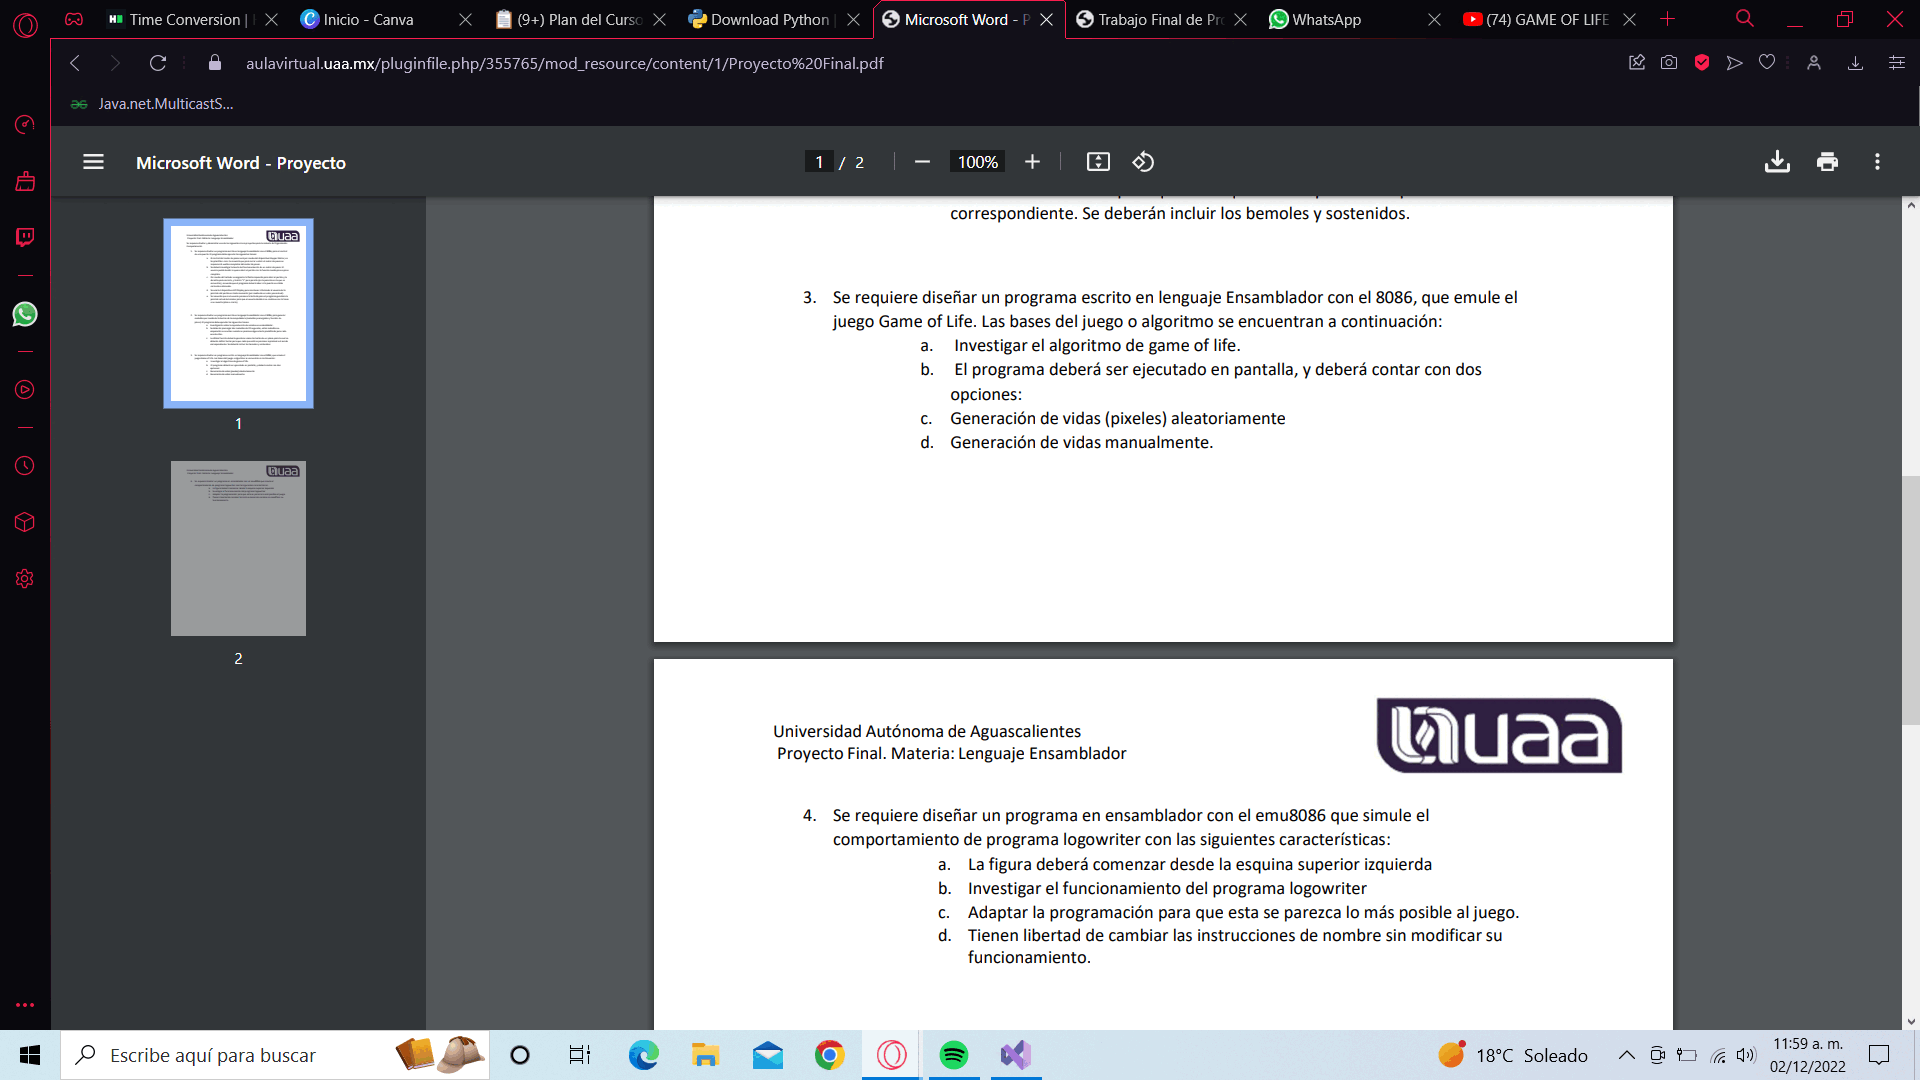 Time Conversion |
Inicio - Canva
(9+) Plan del Curso
Download Python |
Microsoft Word - P
Trabajo Final de Pro
WhatsApp
(74) GAME OF LIFE
aulavirtual.uaa.mx/pluginfile.php/355765/mod_resource/content/1/Proyecto%20Final.pdf
Java.net.MulticastS...
Microsoft Word - Proyecto
1 / 2
100%
correspondiente. Se deberán incluir los bemoles y sostenidos.
3. Se requiere diseñar un programa escrito en lenguaje Ensamblador con el 8086, que emule el
juego Game of Life. Las bases del juego o algoritmo se encuentran a continuación:
a. Investigar el algoritmo de game of life.
b. El programa deberá ser ejecutado en pantalla, y deberá contar con dos
opciones:
c. Generación de vidas (pixeles) aleatoriamente
d. Generación de vidas manualmente.
1
2
uaa
Universidad Autónoma de Aguascalientes
Proyecto Final. Materia: Lenguaje Ensamblador
4. Se requiere diseñar un programa en ensamblador con el emu8086 que simule el
comportamiento de programa logowriter con las siguientes características:
a. La figura deberá comenzar desde la esquina superior izquierda
b. Investigar el funcionamiento del programa logowriter
c. Adaptar la programación para que esta se parezca lo más posible al juego.
d. Tienen libertad de cambiar las instrucciones de nombre sin modificar su
funcionamiento.
Escribe aquí para buscar
18°C Soleado
11:59 a. m.
02/12/2022